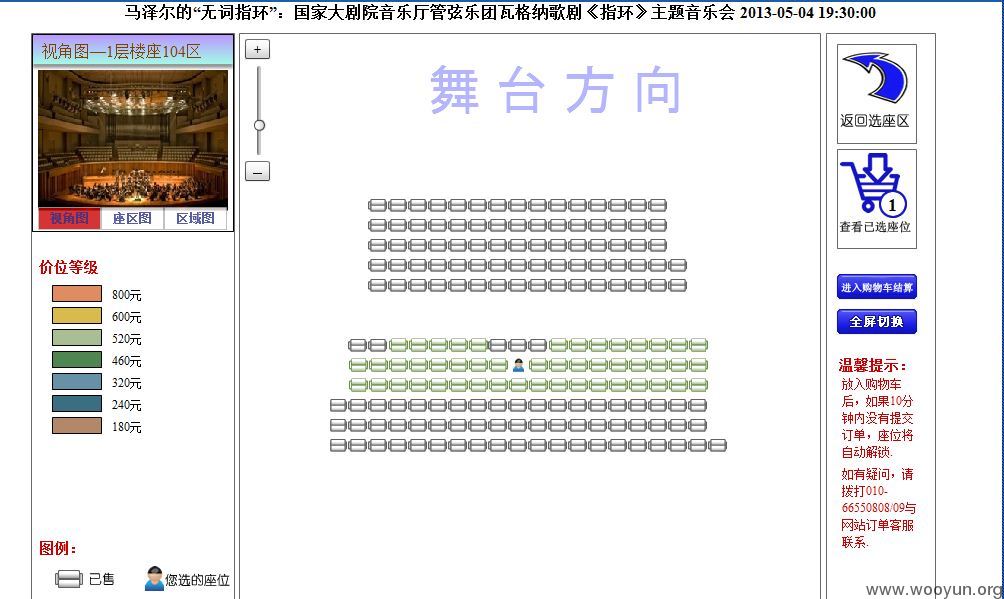 马泽尔的“无词指环”：国家大剧院音乐厅管弦乐团瓦格纳歌剧《指环》主题音乐会 2013-05-04 19:30:00
视角图—1层楼座104区
视角图 座区图 区域图
价位等级
800元
600元
520元
460元
320元
240元
180元
图例：
已售 您选的座位
+
–
舞台方向
返回选座区
1
查看已选座位
进入购物车结算
全屏切换
温馨提示：
放入购物车
后，如果10分
钟内没有提交
订单，座位将
自动解锁.
如有疑问，请
拨打010-
66550808/09与
网站订单客服
联系.
www.wooyun.org